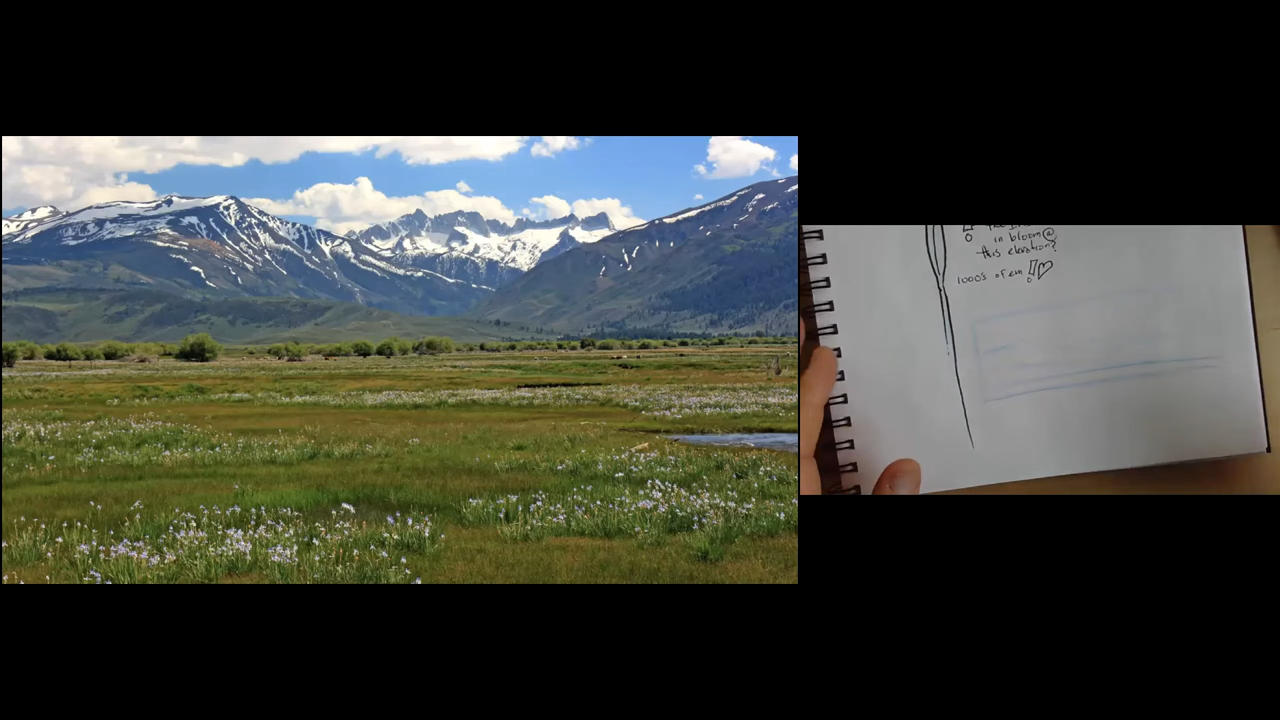 in bloom @
this elevation?
1000's of em!